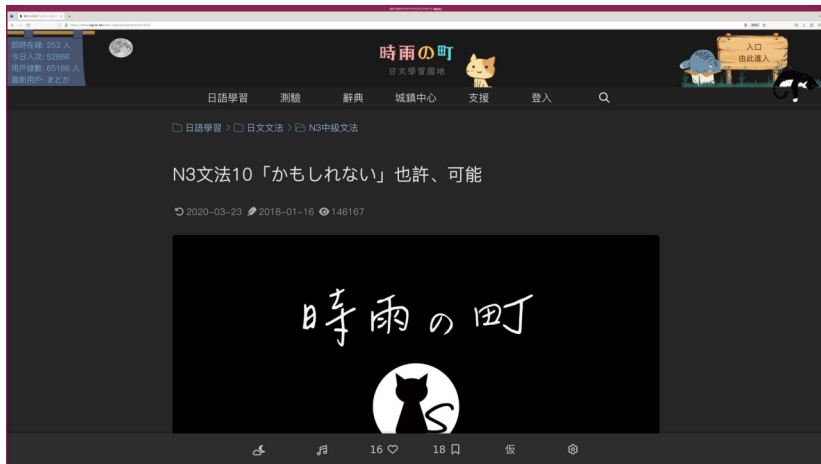 即時在線: 253 人
今日人次: 52866
用戶總數: 65188 人
最新用戶: まどか
時雨の町
日文學習園地
入口
由此進入
日語學習 測驗 辭典 城鎮中心 支援 登入
日語學習 > 日文文法 > N3中級文法
N3文法10「かもしれない」也許、可能
2020-03-23 2018-01-16 146167
時雨の町
S
16 18 仮